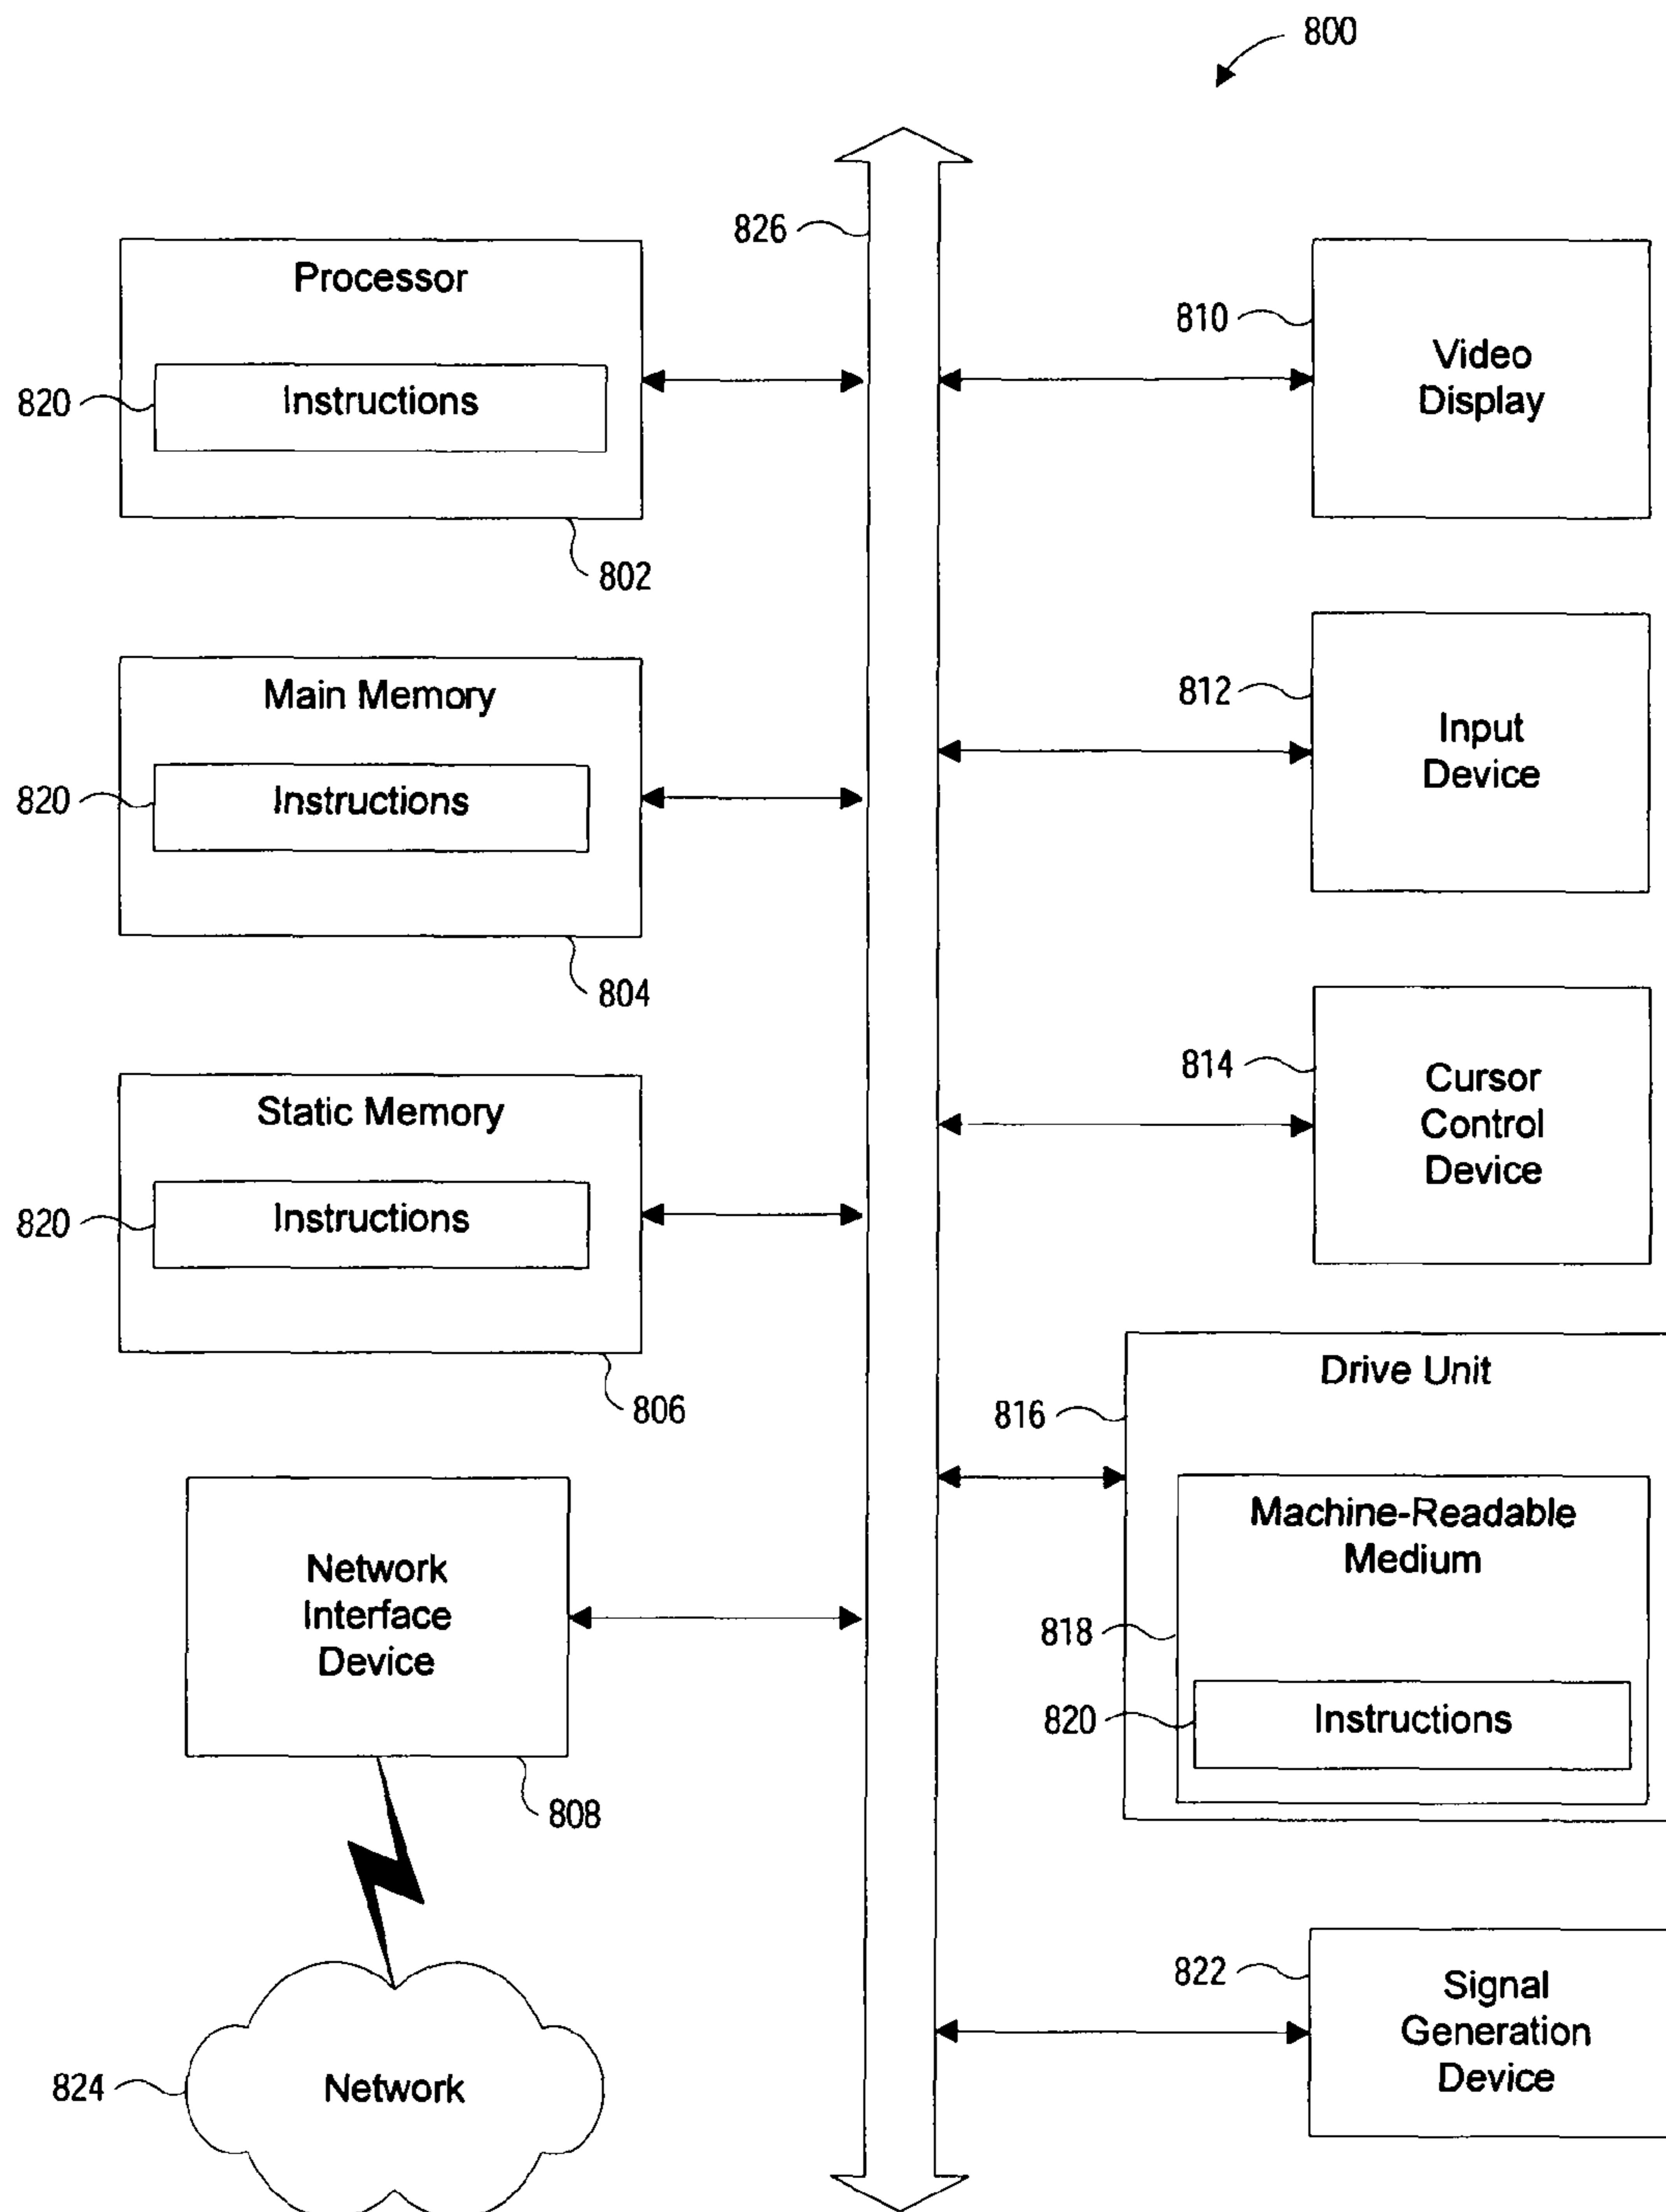 800
826
Processor
820
Instructions
802
810
Video
Display
Main Memory
820
Instructions
804
812
Input
Device
Static Memory
820
Instructions
806
814
Cursor
Control
Device
Drive Unit
816
Machine-Readable
Medium
818
820
Instructions
Network
Interface
Device
808
822
Signal
Generation
Device
824
Network